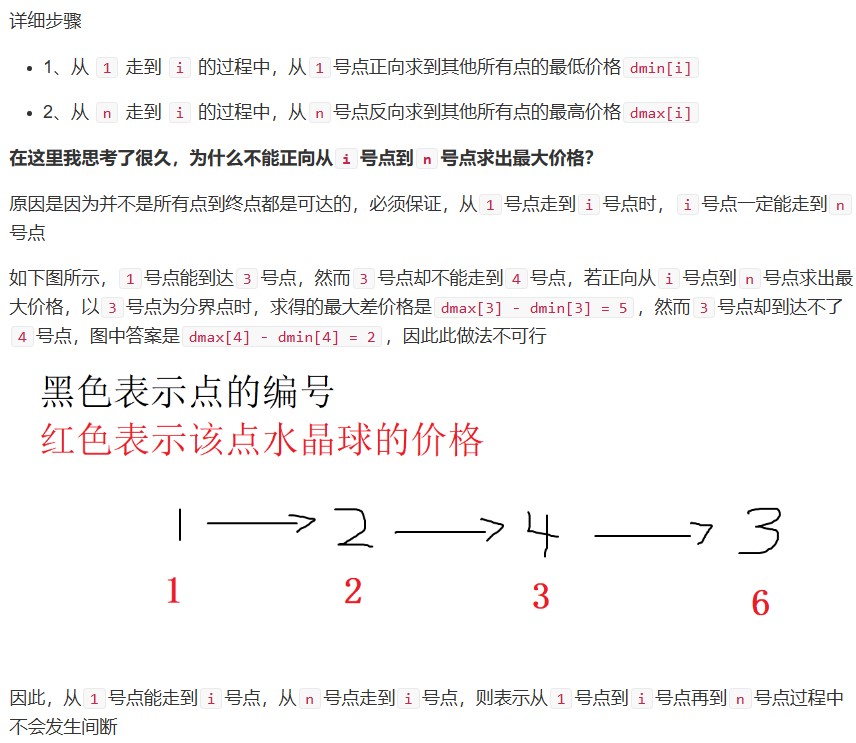 详细步骤
• 1、从 1 走到 i 的过程中，从 1 号点正向求到其他所有点的最低价格 dmin[i]
• 2、从 n 走到 i 的过程中，从 n 号点反向求到其他所有点的最高价格 dmax[i]
在这里我思考了很久，为什么不能正向从 i 号点到 n 号点求出最大价格？
原因是因为并不是所有点到终点都是可达的，必须保证，从 1 号点走到 i 号点时， i 号点一定能走到 n
号点
如下图所示， 1 号点能到达 3 号点，然而 3 号点却不能走到 4 号点，若正向从 i 号点到 n 号点求出最
大价格，以 3 号点为分界点时，求得的最大差价格是 dmax[3] - dmin[3] = 5 ，然而 3 号点却到达不了
4 号点，图中答案是 dmax[4] - dmin[4] = 2 ，因此此做法不可行
黑色表示点的编号
红色表示该点水晶球的价格
1 2 4 3
1 2 3 6
因此，从 1 号点能走到 i 号点，从 n 号点走到 i 号点，则表示从 1 号点到 i 号点再到 n 号点过程中
不会发生间断